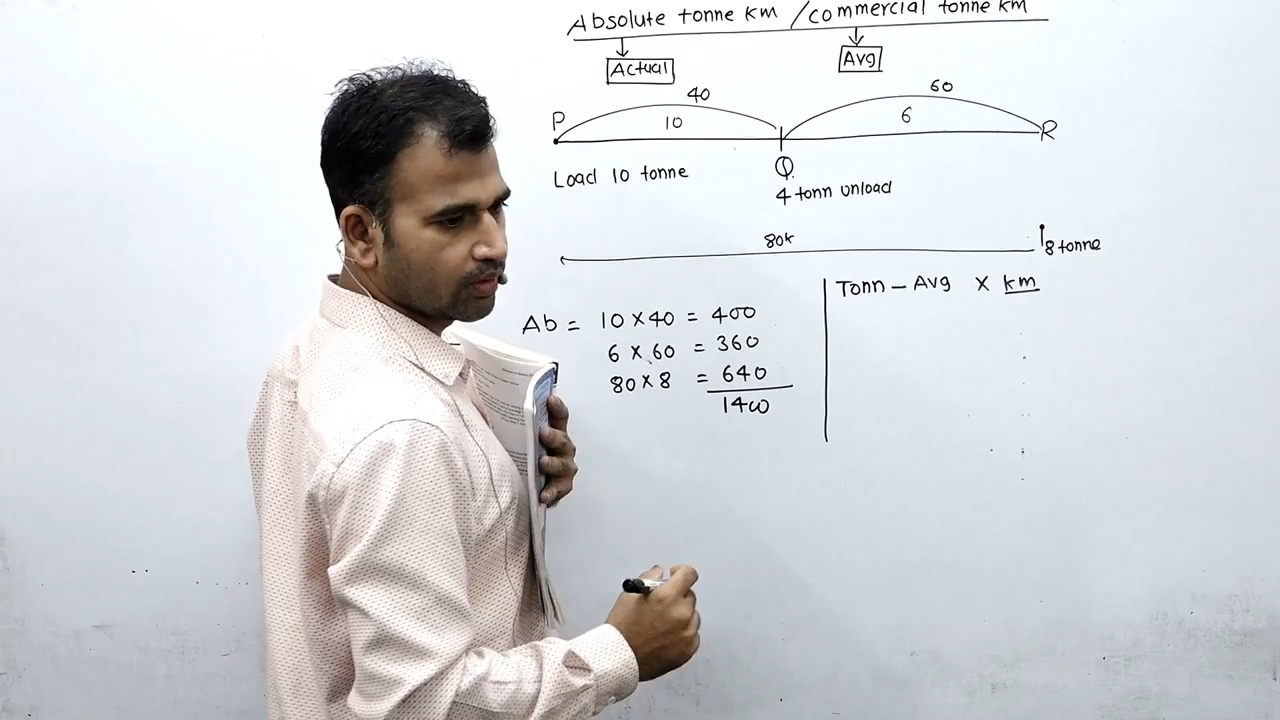 Absolute tonne km / commercial tonne km
Actual
Avg
40
60
P
10
6
R
Load 10 tonne
Q
4 tonn unload
80k
8 tonne
Tonn - Avg x km
Ab = 10 x 40 = 400
6 x 60 = 360
80 x 8 = 640
1400